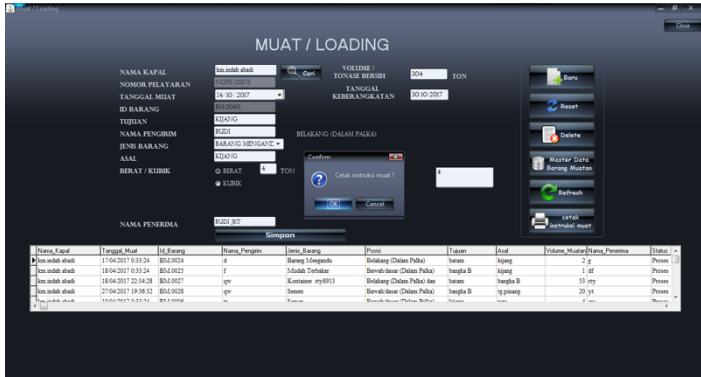 Muat / Loading
Close
MUAT / LOADING
NAMA KAPAL km.indah abadi Cari VOLUME / TONASE BERSIH 304 TON
NOMOR PELAYARAN
TANGGAL MUAT 14/10/2017 TANGGAL KEBERANGKATAN 30/10/2017
ID BARANG
TUJUAN KIJANG
NAMA PENGIRIM BUDI BELAKANG (DALAM PALKA)
JENIS BARANG BARANG MENGAND
ASAL KIJANG
BERAT / KUBIK BERAT 4 TON 4
KUBIK
NAMA PENERIMA BUDI JKT
Simpan
Confirm
Cetak instruksi muat ?
OK Cancel
Baru
Reset
Delete
Master Data
Barang Muatan
Refresh
cetak
instruksi muat
Nama_Kapal Tanggal_Muat Id_Barang Nama_Pengirim Jenis_Barang Posisi Tujuan Asal Volume_Muatan Nama_Penerima Status
km.indah abadi 17/04/2017 0:33:24 BM.0024 d Barang Mengandu Belakang (Dalam Palka) batam kijang 2 g Proses
km.indah abadi 18/04/2017 0:33:24 BM.0025 f Mudah Terbakar Bawah/dasar (Dalam Palka) bangka B kijang 1 df Proses
km.indah abadi 18/04/2017 22:34:28 BM.0027 qw Kontainer rty8913 Belakang (Dalam Palka) dan batam bangka B 53 rty Proses
km.indah abadi 27/04/2017 19:36:32 BM.0028 qw Semen Bawah/dasar (Dalam Palka) bangka B tg.pinang 20 yt Proses